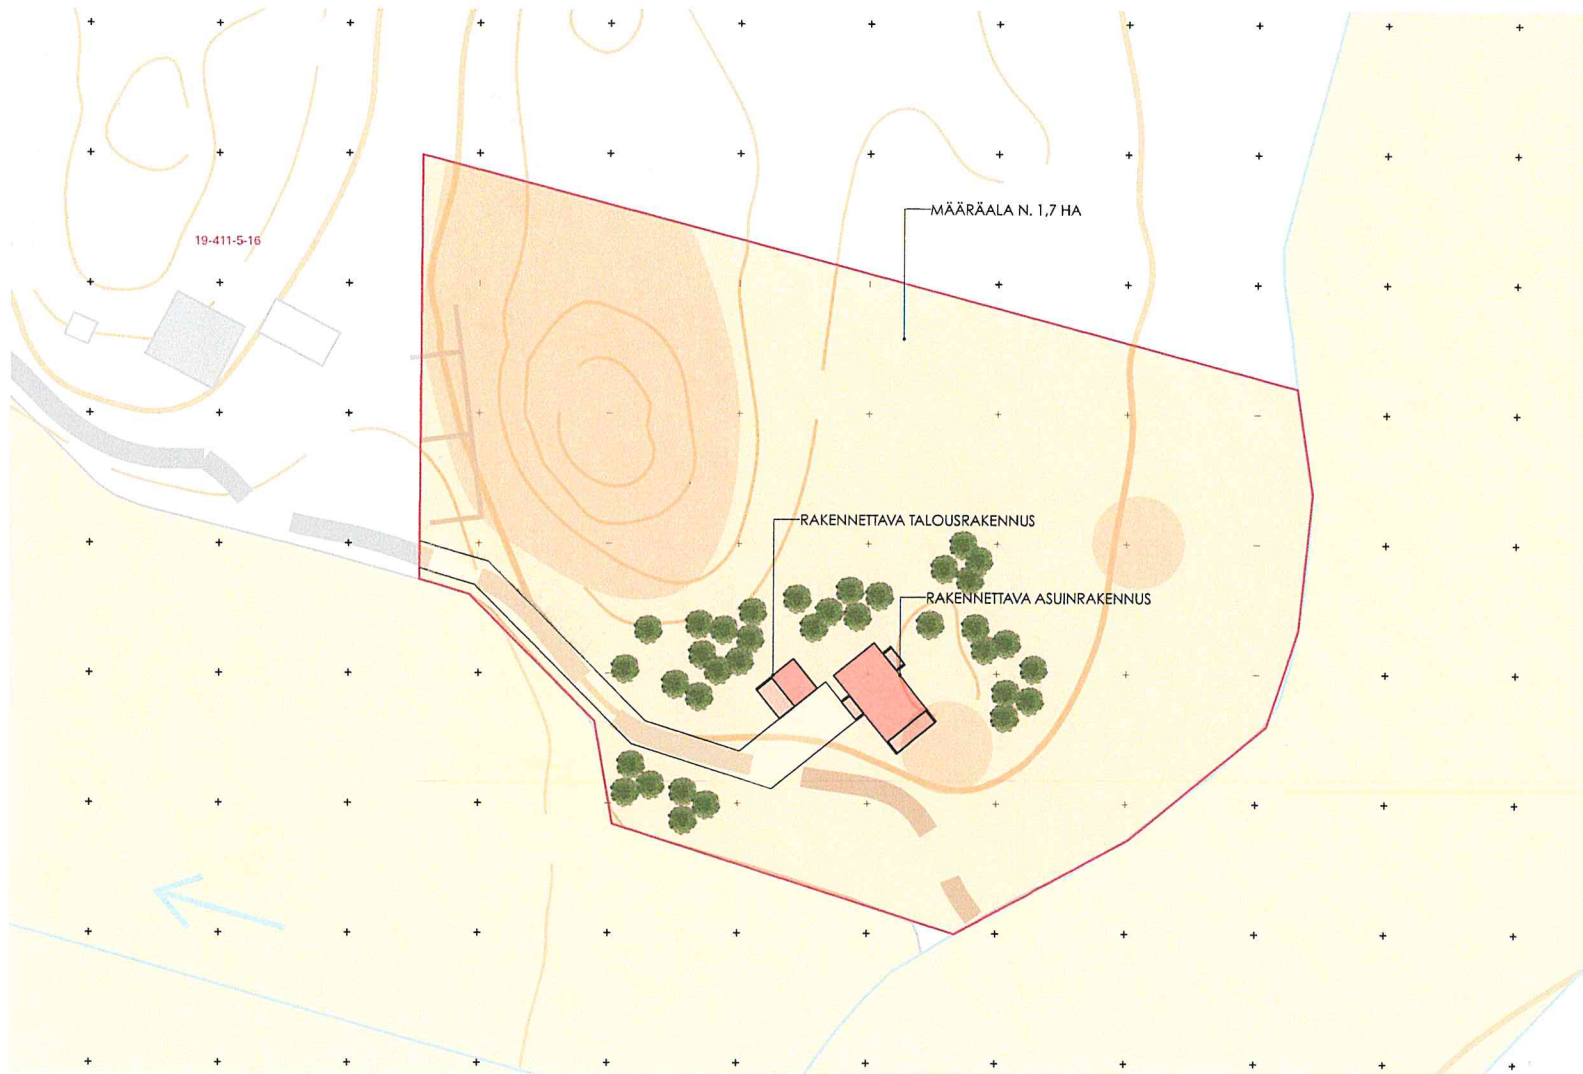 MÄÄRÄALA N. 1,7 HA
19-411-5-16
RAKENNETTAVA TALOUSRAKENNUS
RAKENNETTAVA ASUINRAKENNUS